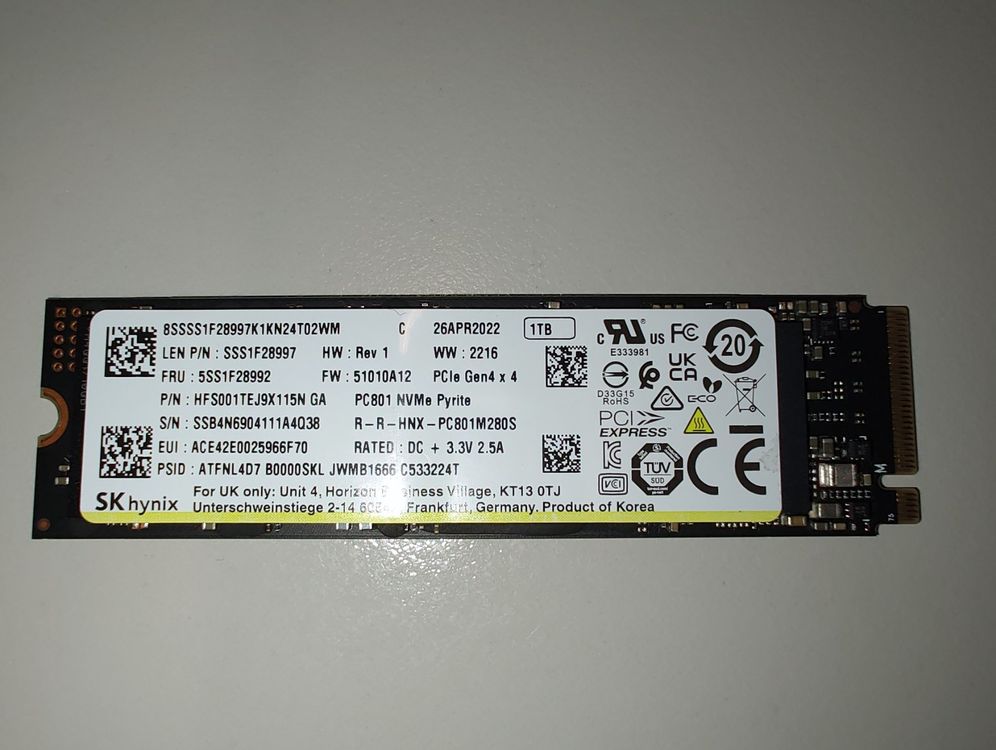 8SSSS1F28997K1KN24T02WM C 26APR2022 1TB
LEN P/N : SSS1F28997 HW : Rev 1 WW : 2216
FRU : 5SS1F28992 FW : 51010A12 PCIe Gen4 x 4
P/N : HFS001TEJ9X115N GA PC801 NVMe Pyrite
S/N : SSB4N6904111A4Q38 R-R-HNX-PC801M280S
EUI : ACE42E0025966F70 RATED : DC + 3.3V 2.5A
PSID : ATFNL4D7 B0000SKL JWMB1666 C533224T
SK hynix
For UK only: Unit 4, Horizon Business Village, KT13 0TJ
Unterschweinstiege 2-14 Frankfurt, Germany. Product of Korea
C UR US
E333981
FC
20
UK
CA
D33G15
RoHS
ECO
PCI
EXPRESS
VCI
TÜV
SÜD
CE
M